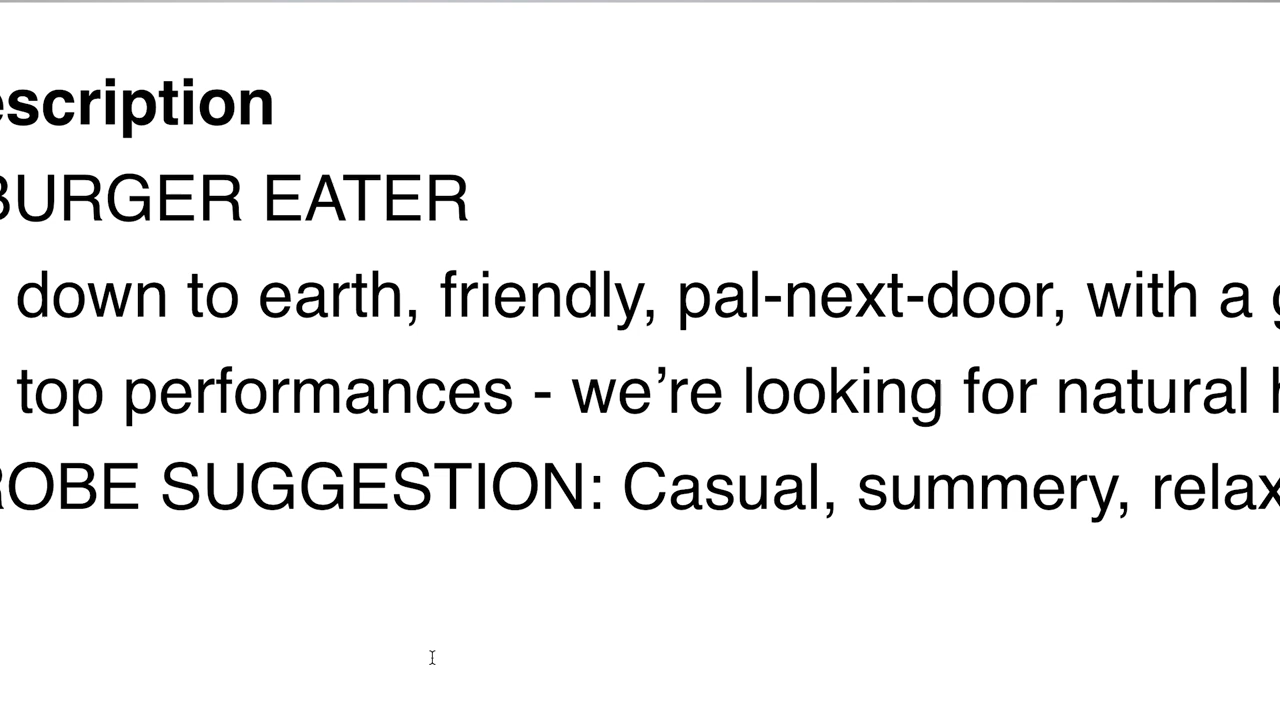 escription
BURGER EATER
down to earth, friendly, pal-next-door, with a
top performances - we’re looking for natural
ROBE SUGGESTION: Casual, summery, relax